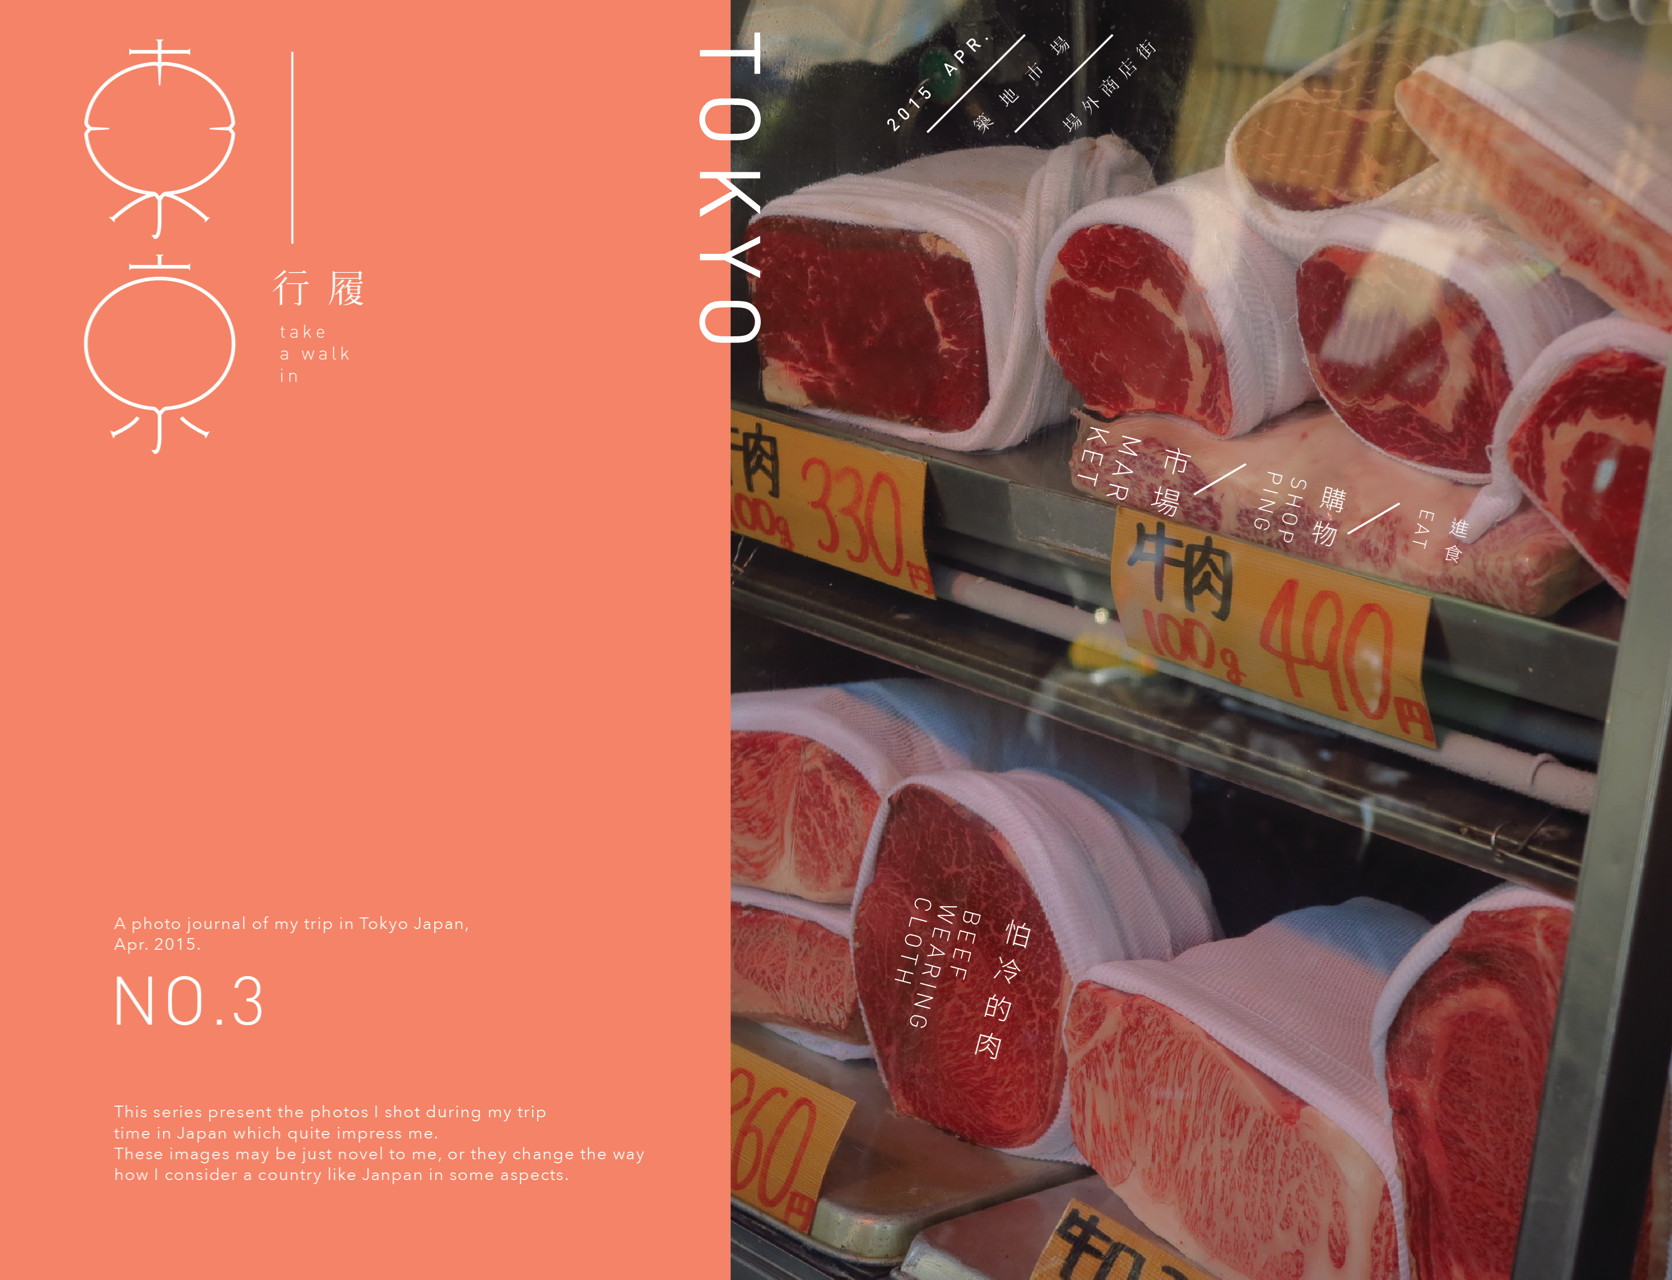 東京
行履
take
a walk
in
TOKYO
A photo journal of my trip in Tokyo Japan,
Apr. 2015.
NO.3
This series present the photos I shot during my trip
time in Japan which quite impress me.
These images may be just novel to me, or they change the way
how I consider a country like Janpan in some aspects.
2015 APR.
築地市場
場外商店街
市場
MAR
KET
購物
SHOP
PING
進食
EAT
牛肉
100g
330円
牛肉
100g
490円
怕冷的肉
BEEF
WEARING
CLOTH
60円